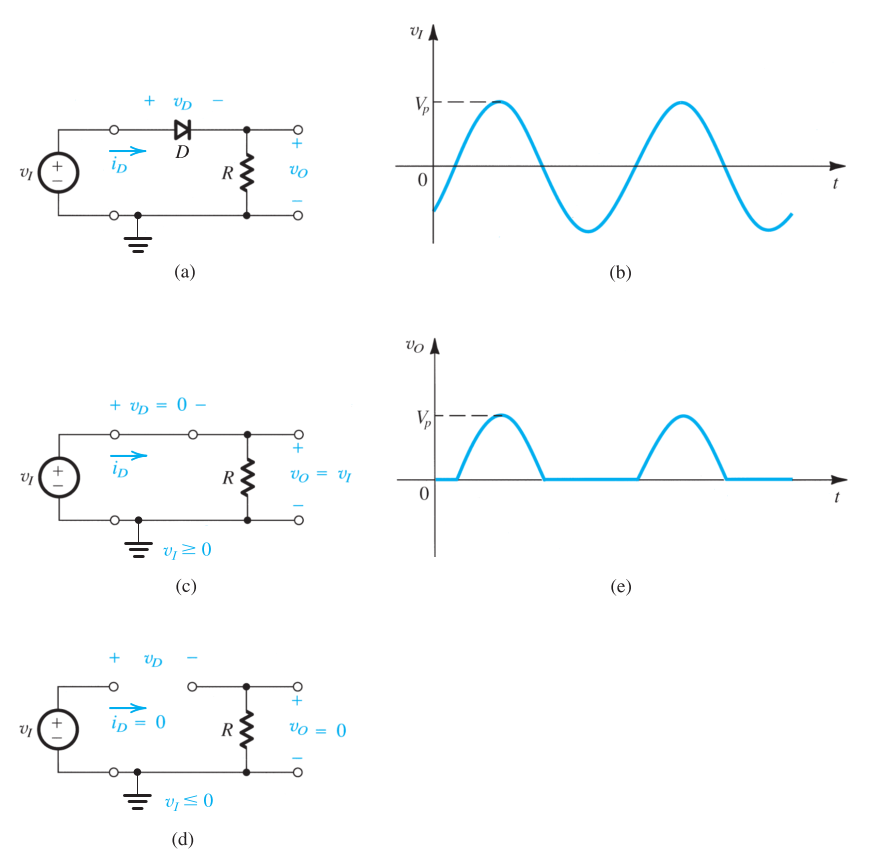 + v_D −
v_I
+
−
i_D
D
R
+
v_O
−
(a)
v_I
V_p
0
t
(b)
+ v_D = 0 −
v_I
+
−
i_D
R
+
v_O = v_I
−
v_I ≥ 0
(c)
v_O
V_p
0
t
(e)
+ v_D −
v_I
+
−
i_D = 0
R
+
v_O = 0
−
v_I ≤ 0
(d)